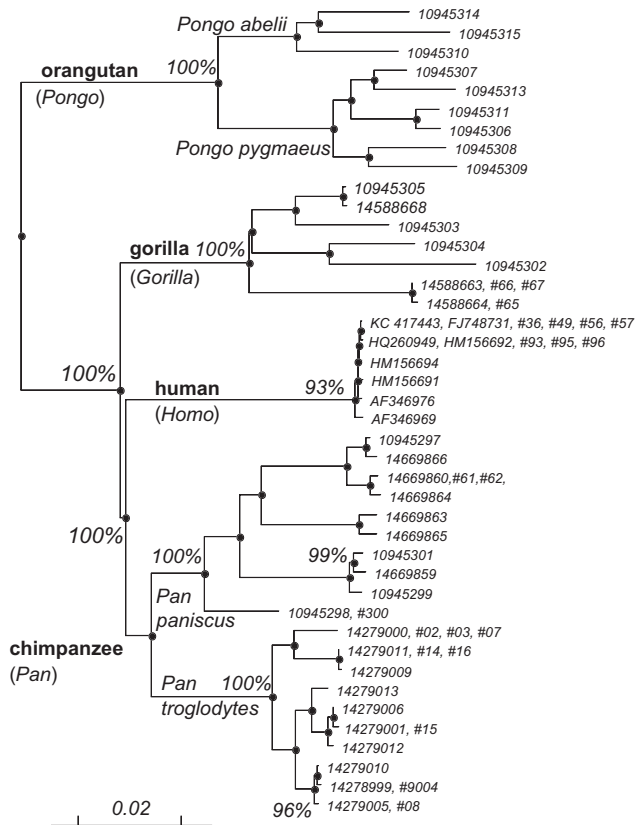 10945314
Pongo abelii
10945315
10945310
100%
orangutan
(Pongo)
10945307
10945313
10945311
10945306
Pongo pygmaeus
10945308
10945309
10945305
14588668
10945303
gorilla 100%
(Gorilla)
10945304
10945302
14588663, #66, #67
14588664, #65
KC 417443, FJ748731, #36, #49, #56, #57
HQ260949, HM156692, #93, #95, #96
HM156694
100%
human
(Homo)
93%
HM156691
AF346976
AF346969
10945297
14669866
14669860,#61,#62,
14669864
14669863
14669865
100%
100%
99%
10945301
14669859
10945299
Pan
paniscus
10945298, #300
chimpanzee
(Pan)
14279000, #02, #03, #07
14279011, #14, #16
14279009
Pan 100%
troglodytes
14279013
14279006
14279001, #15
14279012
14279010
14278999, #9004
96%
14279005, #08
0.02